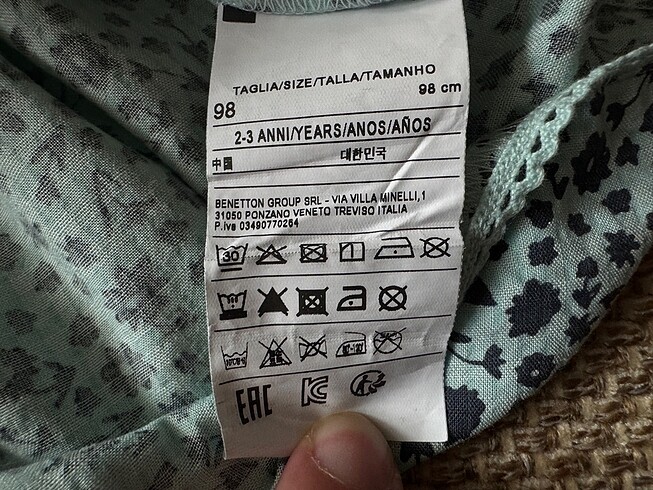 TAGLIA/SIZE/TALLA/TAMANHO
98 98 cm
2-3 ANNI/YEARS/ANOS/AÑOS
中国 대한민국
BENETTON GROUP SRL - VIA VILLA MINELLI,1
31050 PONZANO VENETO TREVISO ITALIA
P.Iva 03490770264
30
EAC